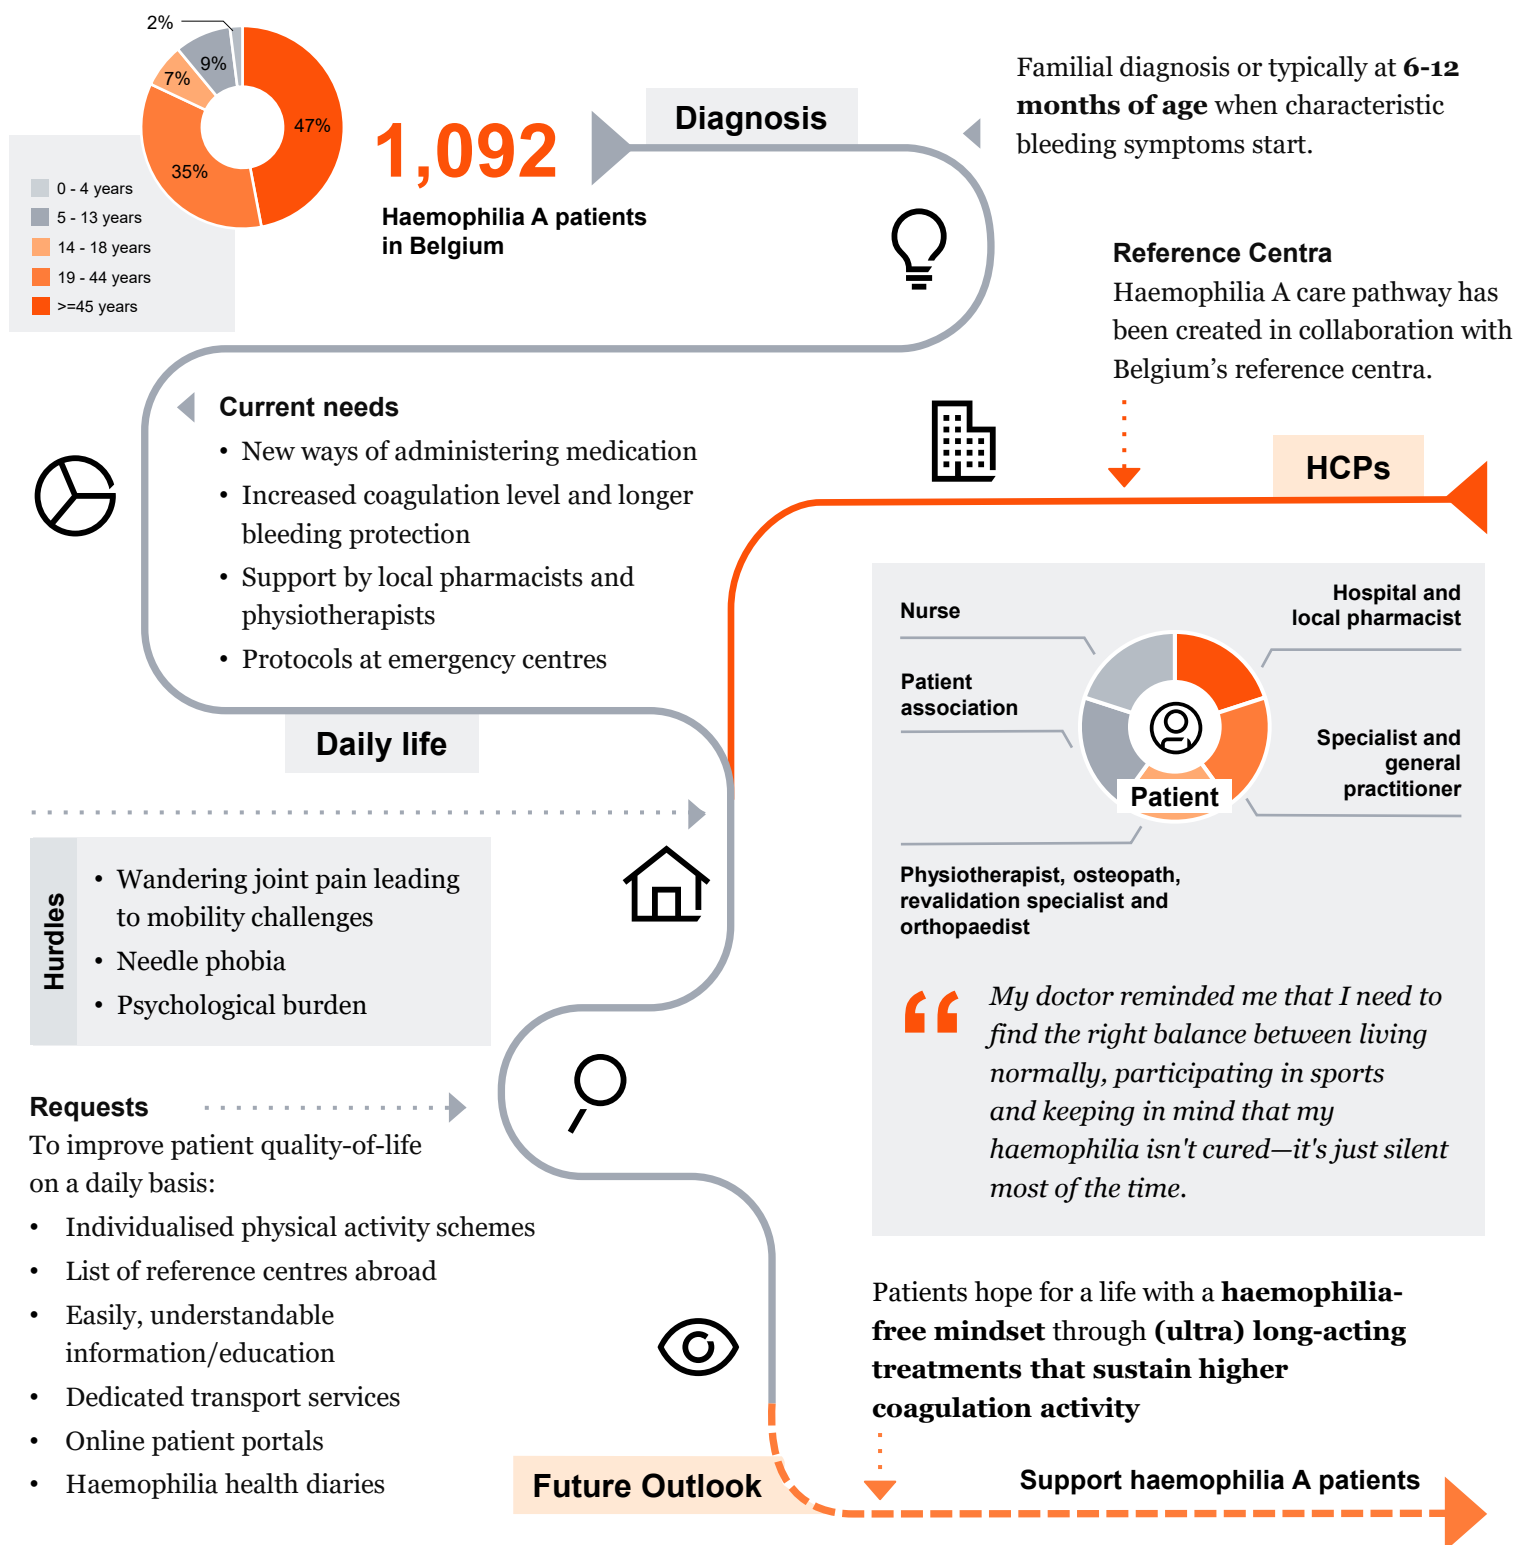 2%
9%
7%
47%
35%
0 - 4 years
5 - 13 years
14 - 18 years
19 - 44 years
>=45 years
1,092
Haemophilia A patients
in Belgium
Diagnosis
Familial diagnosis or typically at 6-12
months of age when characteristic
bleeding symptoms start.
Reference Centra
Haemophilia A care pathway has
been created in collaboration with
Belgium's reference centra.
Current needs
• New ways of administering medication
• Increased coagulation level and longer
bleeding protection
• Support by local pharmacists and
physiotherapists
• Protocols at emergency centres
HCPs
Daily life
Nurse
Hospital and
local pharmacist
Patient
association
Specialist and
general
practitioner
Patient
Physiotherapist, osteopath,
revalidation specialist and
orthopaedist
Hurdles
• Wandering joint pain leading
to mobility challenges
• Needle phobia
• Psychological burden
“ My doctor reminded me that I need to
find the right balance between living
normally, participating in sports
and keeping in mind that my
haemophilia isn't cured—it's just silent
most of the time.
Requests
To improve patient quality-of-life
on a daily basis:
• Individualised physical activity schemes
• List of reference centres abroad
• Easily, understandable
information/education
• Dedicated transport services
• Online patient portals
• Haemophilia health diaries
Patients hope for a life with a haemophilia-
free mindset through (ultra) long-acting
treatments that sustain higher
coagulation activity
Future Outlook
Support haemophilia A patients